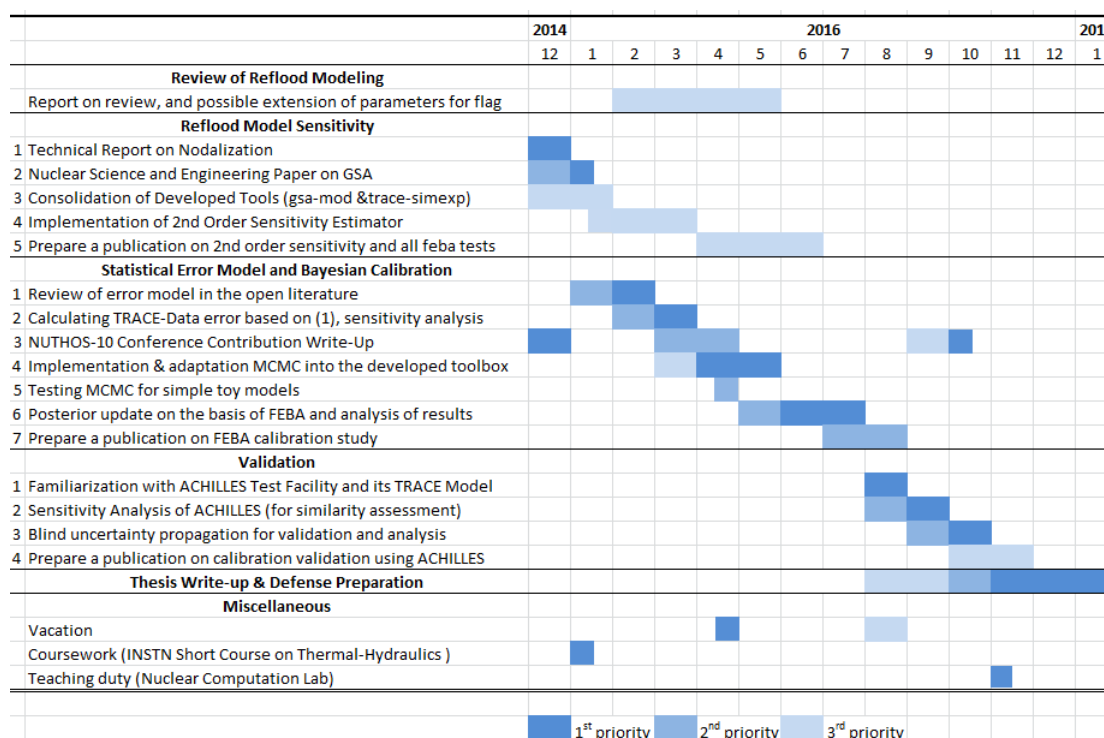 2014 2016 201
12 1 2 3 4 5 6 7 8 9 10 11 12 1
Review of Reflood Modeling
Report on review, and possible extension of parameters for flag
Reflood Model Sensitivity
1 Technical Report on Nodalization
2 Nuclear Science and Engineering Paper on GSA
3 Consolidation of Developed Tools (gsa-mod &trace-simexp)
4 Implementation of 2nd Order Sensitivity Estimator
5 Prepare a publication on 2nd order sensitivity and all feba tests
Statistical Error Model and Bayesian Calibration
1 Review of error model in the open literature
2 Calculating TRACE-Data error based on (1), sensitivity analysis
3 NUTHOS-10 Conference Contribution Write-Up
4 Implementation & adaptation MCMC into the developed toolbox
5 Testing MCMC for simple toy models
6 Posterior update on the basis of FEBA and analysis of results
7 Prepare a publication on FEBA calibration study
Validation
1 Familiarization with ACHILLES Test Facility and its TRACE Model
2 Sensitivity Analysis of ACHILLES (for similarity assessment)
3 Blind uncertainty propagation for validation and analysis
4 Prepare a publication on calibration validation using ACHILLES
Thesis Write-up & Defense Preparation
Miscellaneous
Vacation
Coursework (INSTN Short Course on Thermal-Hydraulics )
Teaching duty (Nuclear Computation Lab)
1st priority 2nd priority 3rd priority